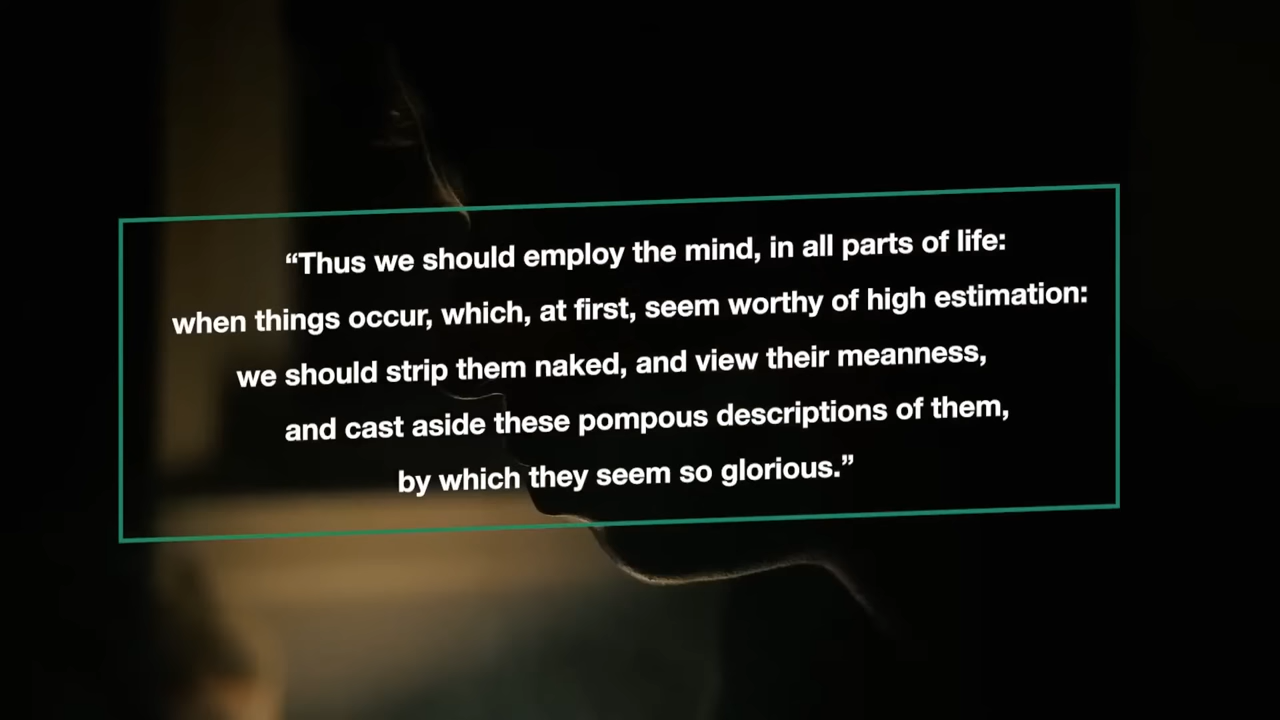 “Thus we should employ the mind, in all parts of life:
when things occur, which, at first, seem worthy of high estimation:
we should strip them naked, and view their meanness,
and cast aside these pompous descriptions of them,
by which they seem so glorious.”